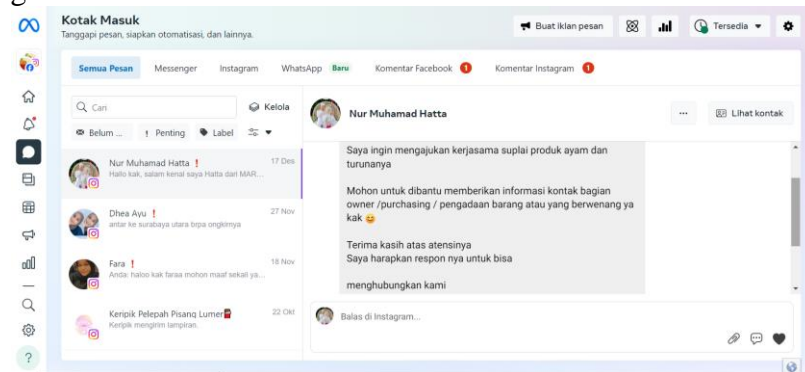 Kotak Masuk
Tanggapi pesan, siapkan otomatisasi, dan lainnya.
Buat iklan pesan
Tersedia
Semua Pesan
Messenger
Instagram
WhatsApp Baru
Komentar Facebook 1
Komentar Instagram 1
Cari
Kelola
Belum ...
! Penting
Label
Nur Muhamad Hatta ❗ 17 Des
Hallo kak, salam kenal saya Hatta dari MAR...
Dhea Ayu ❗ 27 Nov
antar ke surabaya utara brpa ongkirnya
Fara ❗ 18 Nov
Anda: haloo kak faraa mohon maaf sekali ya...
Keripik Pelepah Pisang Lumer 22 Okt
Keripik mengirim lampiran.
Nur Muhamad Hatta
...
Lihat kontak
Saya ingin mengajukan kerjasama suplai produk ayam dan
turunanya
Mohon untuk dibantu memberikan informasi kontak bagian
owner /purchasing / pengadaan barang atau yang berwenang ya
kak 😊
Terima kasih atas atensinya
Saya harapkan respon nya untuk bisa
menghubungkan kami
Balas di Instagram...
?